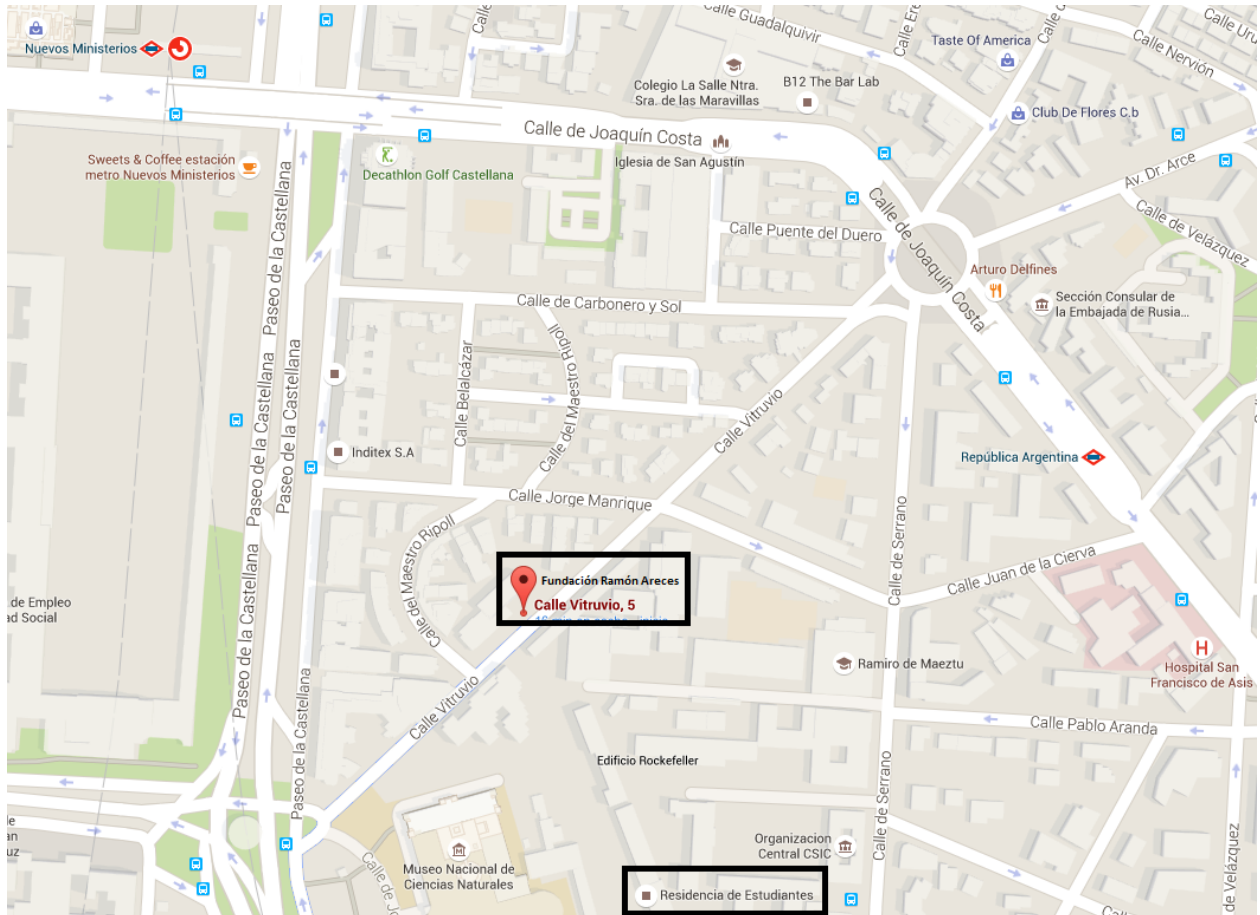 Nuevos Ministerios
Calle Guadalquivir
Taste Of America
Calle Nervión
Colegio La Salle Ntra.
Sra. de las Maravillas
B12 The Bar Lab
Club De Flores C.b
Calle de Joaquín Costa
Iglesia de San Agustín
Sweets & Coffee estación
metro Nuevos Ministerios
Decathlon Golf Castellana
Av. Dr. Arce
Calle de Velázquez
Calle Puente del Duero
Calle de Joaquín Costa
Paseo de la Castellana
Paseo de la Castellana
Arturo Delfines
Sección Consular de
la Embajada de Rusia...
Calle de Carbonero y Sol
Calle del Maestro Ripoll
Calle Belalcázar
Calle Vitruvio
Paseo de la Castellana
Paseo de la Castellana
Inditex S.A
República Argentina
Calle Jorge Manrique
Calle de Serrano
Calle del Maestro Ripoll
Fundación Ramón Areces
Calle Vitruvio, 5
Calle Juan de la Cierva
de Empleo
ad Social
Ramiro de Maeztu
Hospital San
Francisco de Asis
Paseo de la Castellana
Paseo de la Castellana
Calle Vitruvio
Calle Pablo Aranda
Edificio Rockefeller
Calle de Serrano
Organizacion
Central CSIC
Museo Nacional de
Ciencias Naturales
Residencia de Estudiantes
de Velázquez